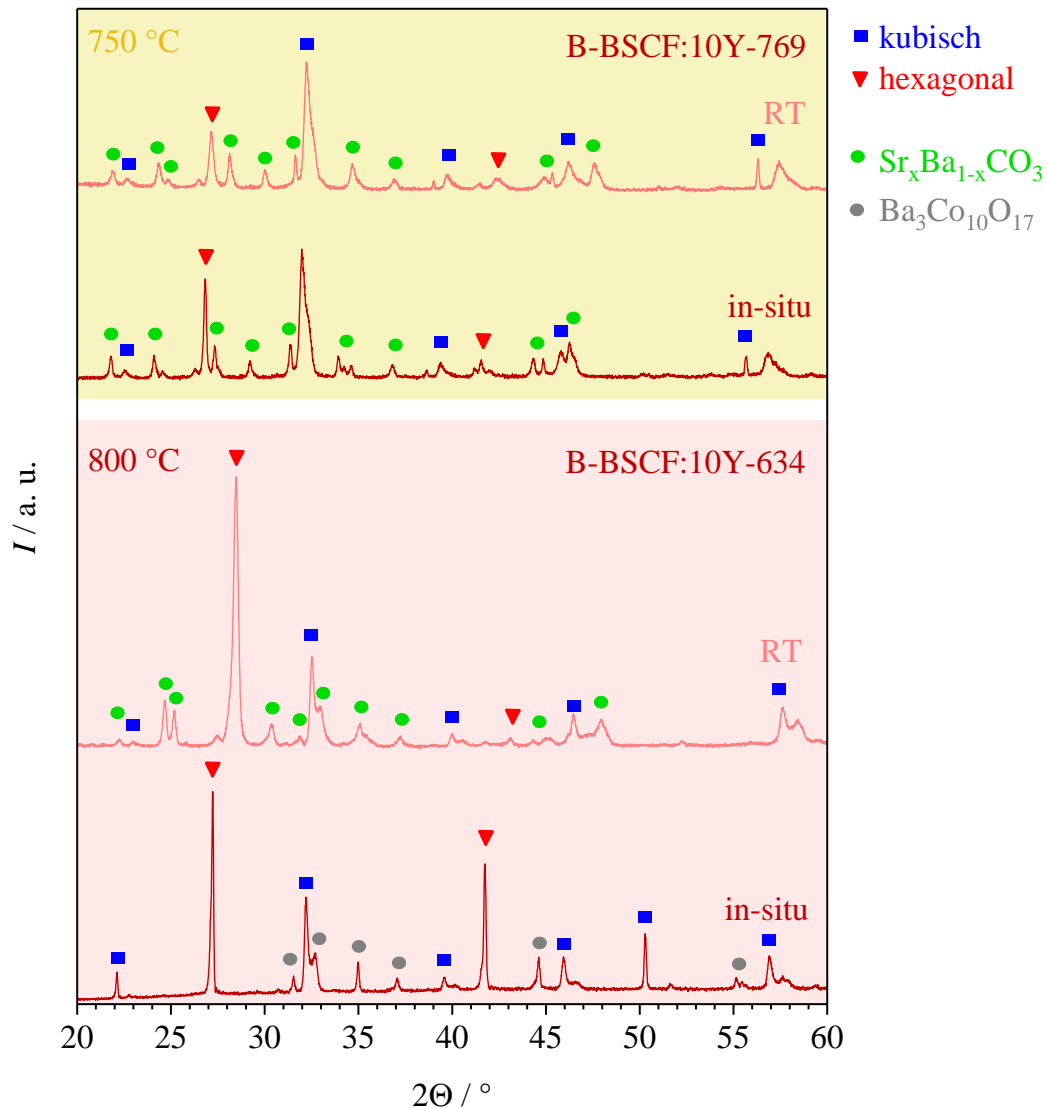 750 °C
B-BSCF:10Y-769
RT
in-situ
kubisch
hexagonal
SrₓBa₁₋ₓCO₃
Ba₃Co₁₀O₁₇
800 °C
B-BSCF:10Y-634
RT
in-situ
I / a. u.
20 25 30 35 40 45 50 55 60
2Θ / °